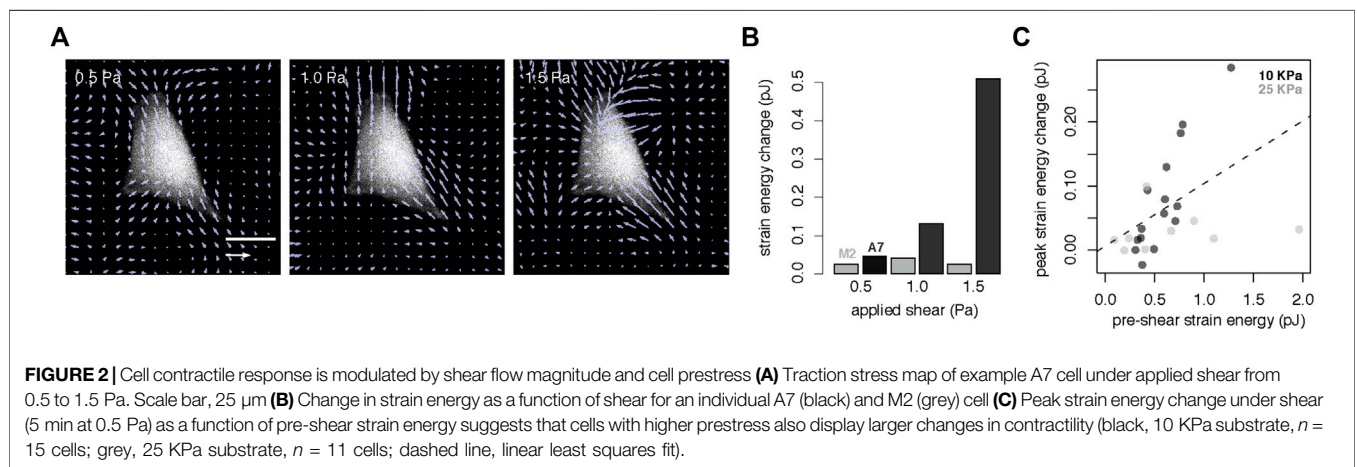 A
B
C
0.5 Pa
1.0 Pa
1.5 Pa
strain energy change (pJ)
0.0 0.1 0.2 0.3 0.4 0.5
M2 A7
0.5 1.0 1.5
applied shear (Pa)
peak strain energy change (pJ)
0.00 0.10 0.20
10 KPa
25 KPa
0.0 0.5 1.0 1.5 2.0
pre-shear strain energy (pJ)
FIGURE 2 | Cell contractile response is modulated by shear flow magnitude and cell prestress (A) Traction stress map of example A7 cell under applied shear from
0.5 to 1.5 Pa. Scale bar, 25 µm (B) Change in strain energy as a function of shear for an individual A7 (black) and M2 (grey) cell (C) Peak strain energy change under shear
(5 min at 0.5 Pa) as a function of pre-shear strain energy suggests that cells with higher prestress also display larger changes in contractility (black, 10 KPa substrate, n =
15 cells; grey, 25 KPa substrate, n = 11 cells; dashed line, linear least squares fit).